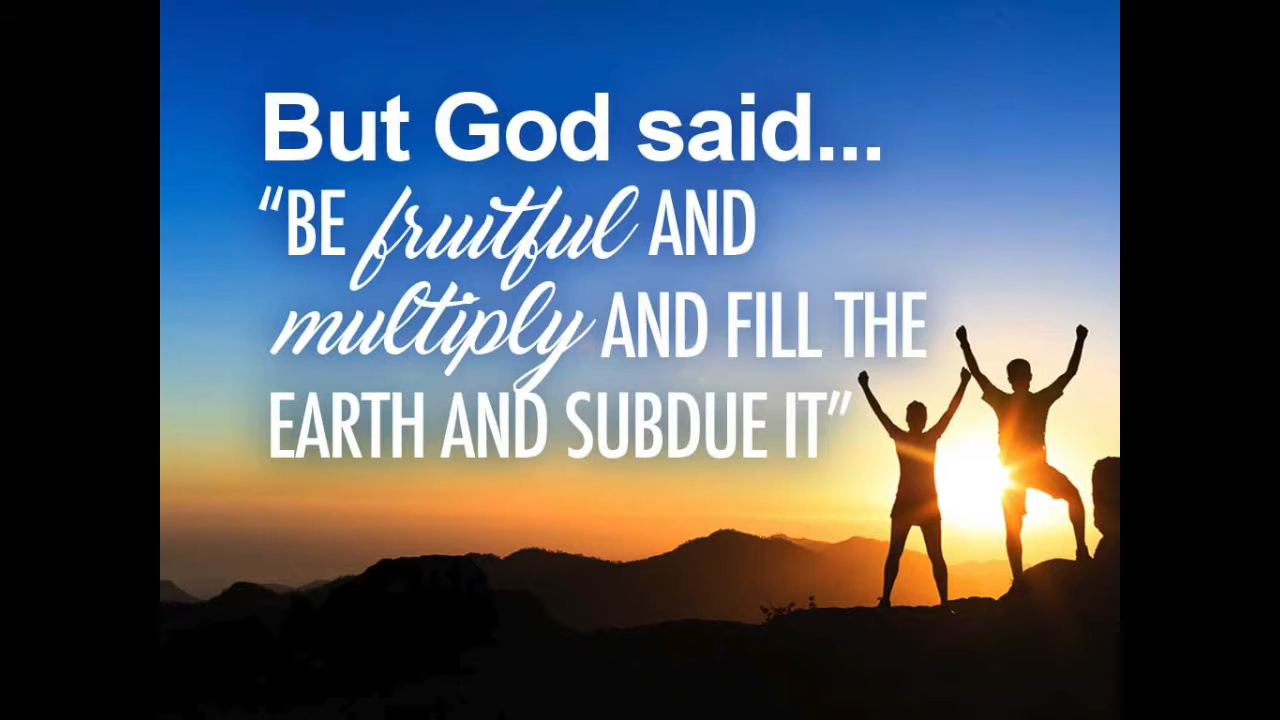 But God said...
“BE fruitful AND
multiply AND FILL THE
EARTH AND SUBDUE IT”